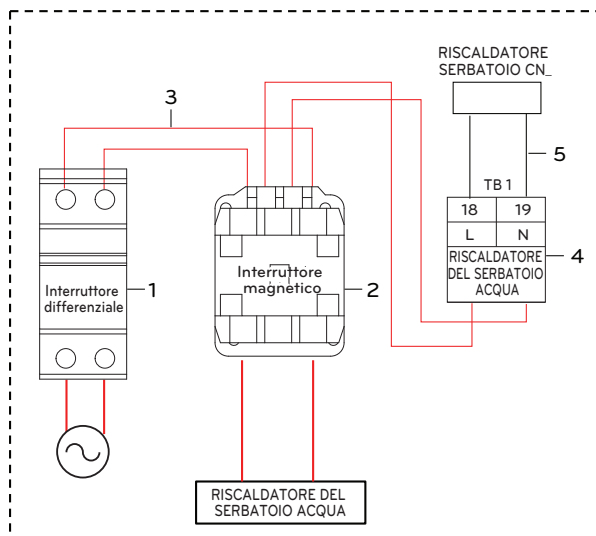 RISCALDATORE
SERBATOIO CN_
3
5
TB 1
18 19
L N
RISCALDATORE
DEL SERBATOIO
ACQUA
4
Interruttore
differenziale
1
Interruttore
magnetico
2
RISCALDATORE DEL
SERBATOIO ACQUA